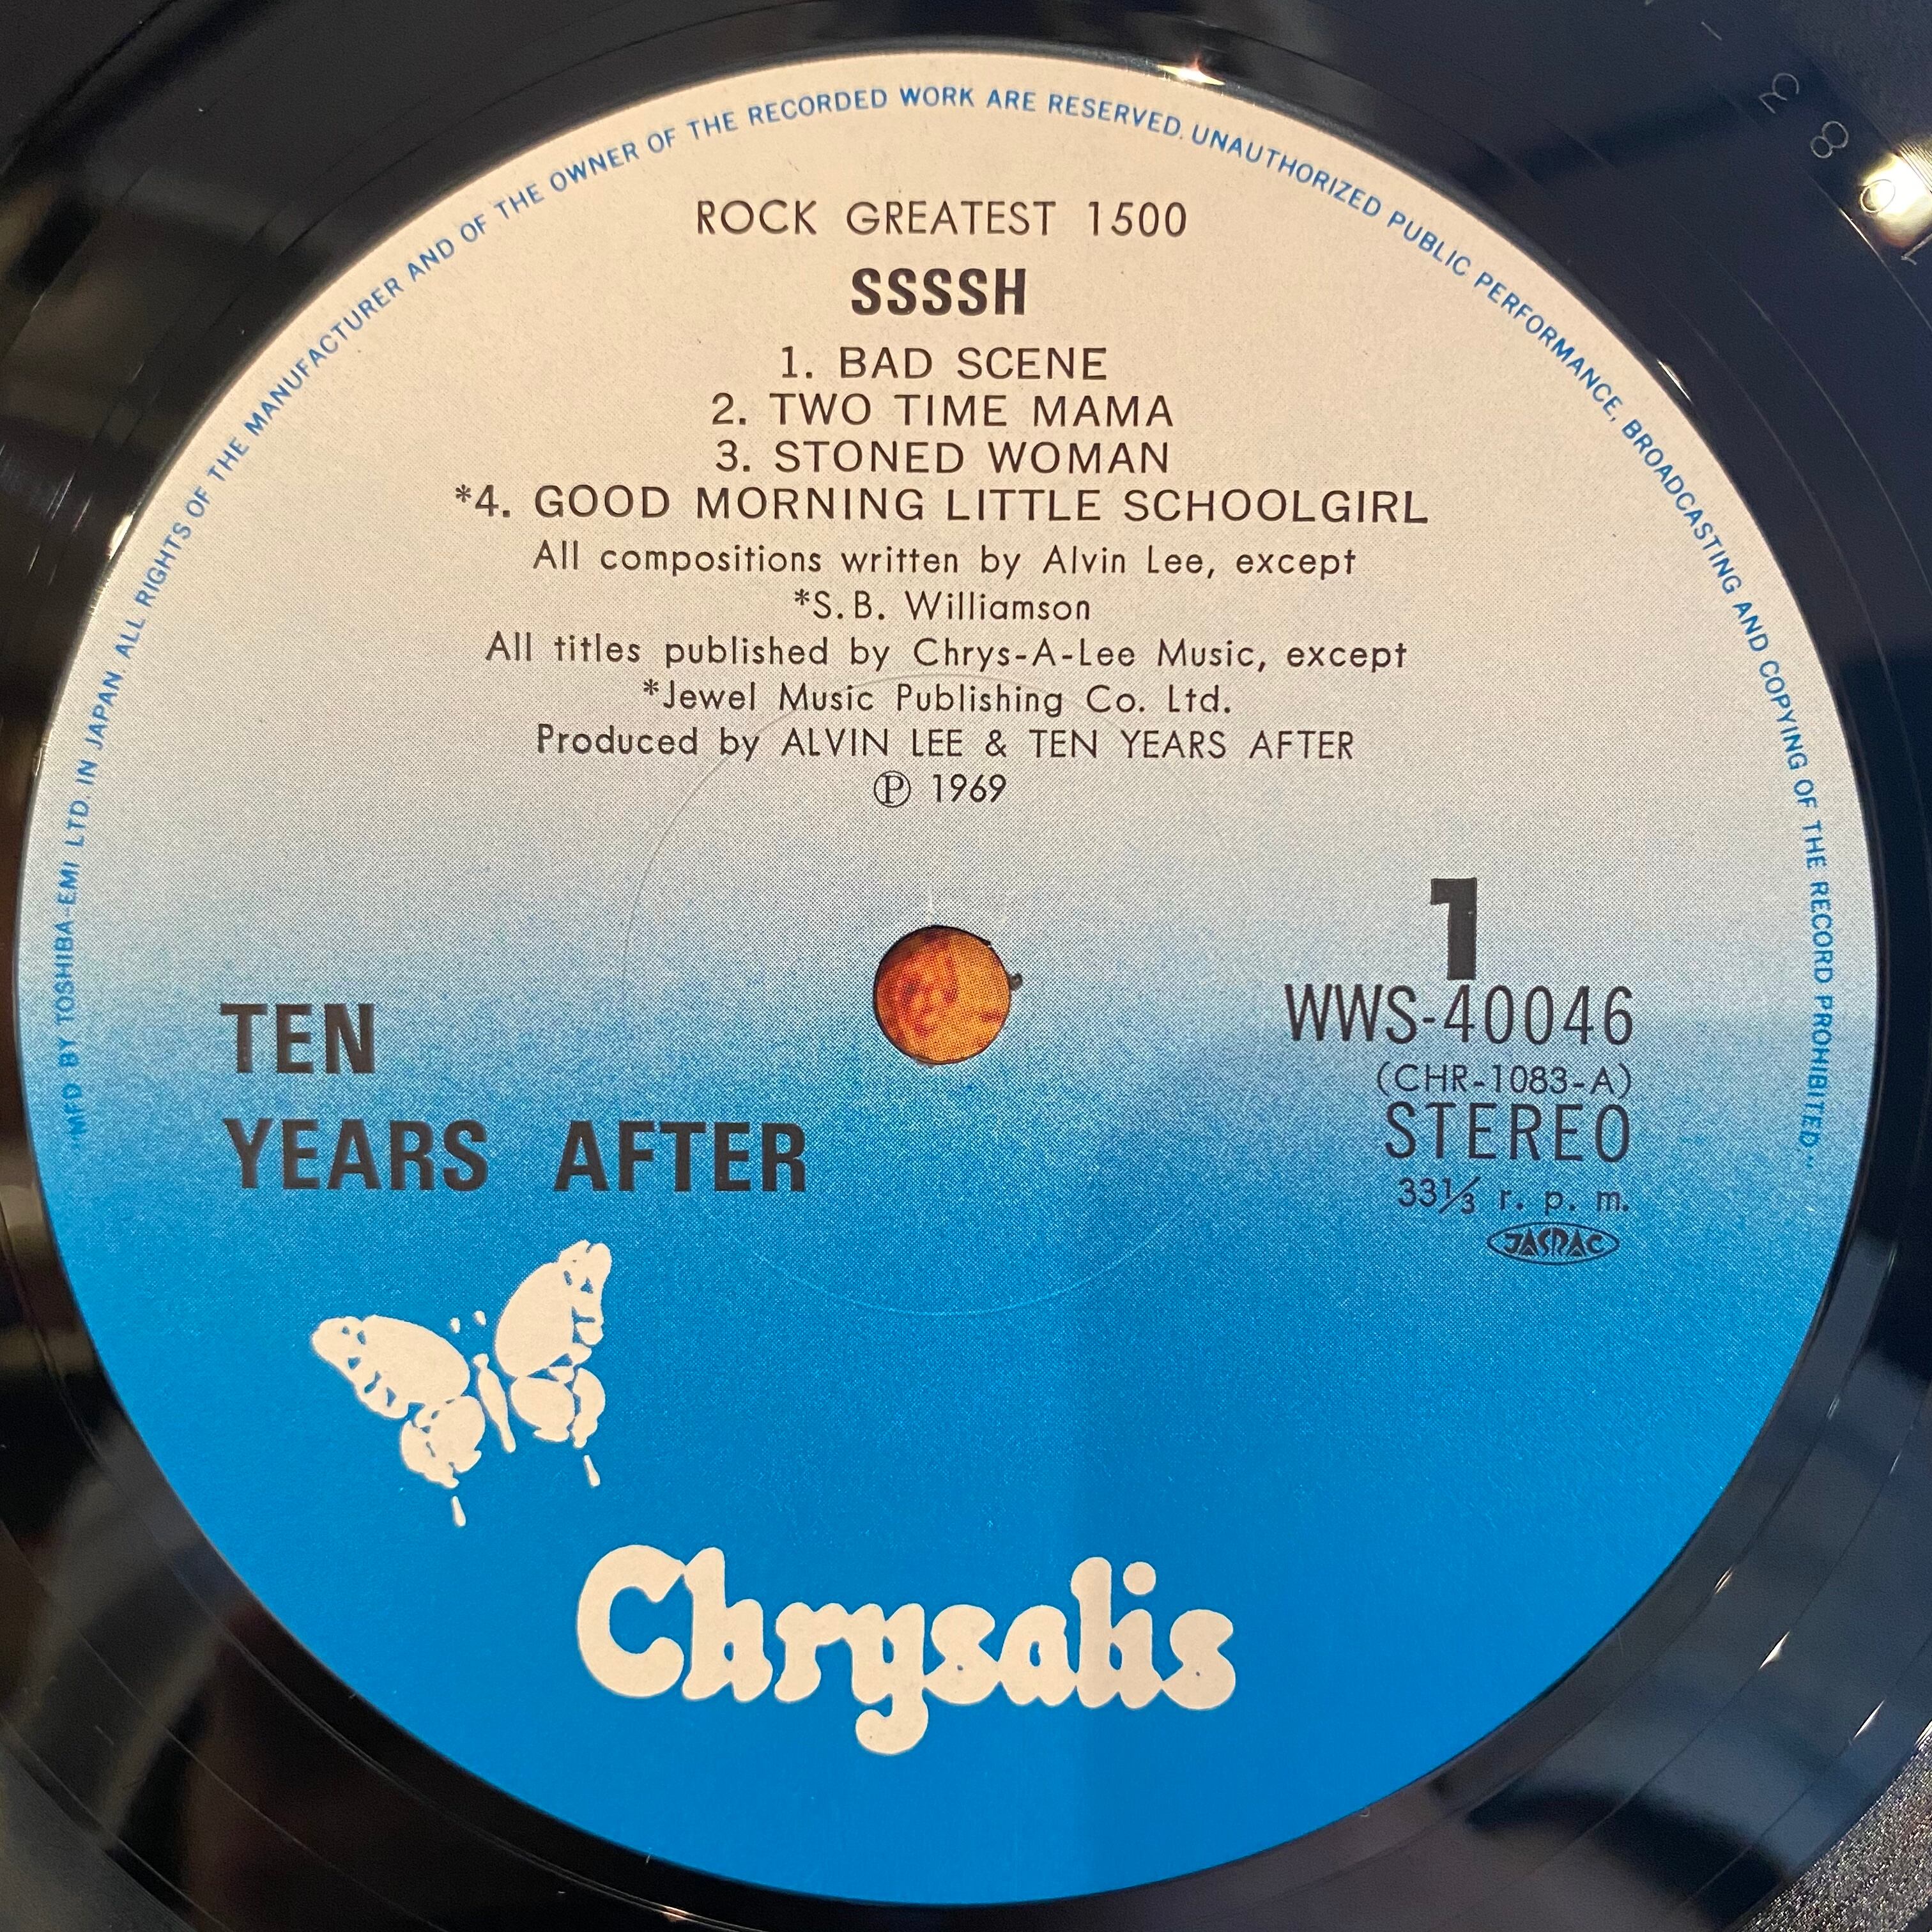 "MFD BY TOSHIBA-EMI LTD. IN JAPAN. ALL RIGHTS OF THE MANUFACTURER AND OF THE OWNER OF THE RECORDED WORK ARE RESERVED. UNAUTHORIZED PUBLIC PERFORMANCE, BROADCASTING AND COPYING OF THE RECORD PROHIBITED."
ROCK GREATEST 1500
SSSSH
1. BAD SCENE
2. TWO TIME MAMA
3. STONED WOMAN
*4. GOOD MORNING LITTLE SCHOOLGIRL
All compositions written by Alvin Lee, except
*S.B. Williamson
All titles published by Chrys-A-Lee Music, except
*Jewel Music Publishing Co. Ltd.
Produced by ALVIN LEE & TEN YEARS AFTER
℗ 1969
TEN
YEARS AFTER
1
WWS-40046
(CHR-1083-A)
STEREO
33⅓ r. p. m.
JASRAC
Chrysalis